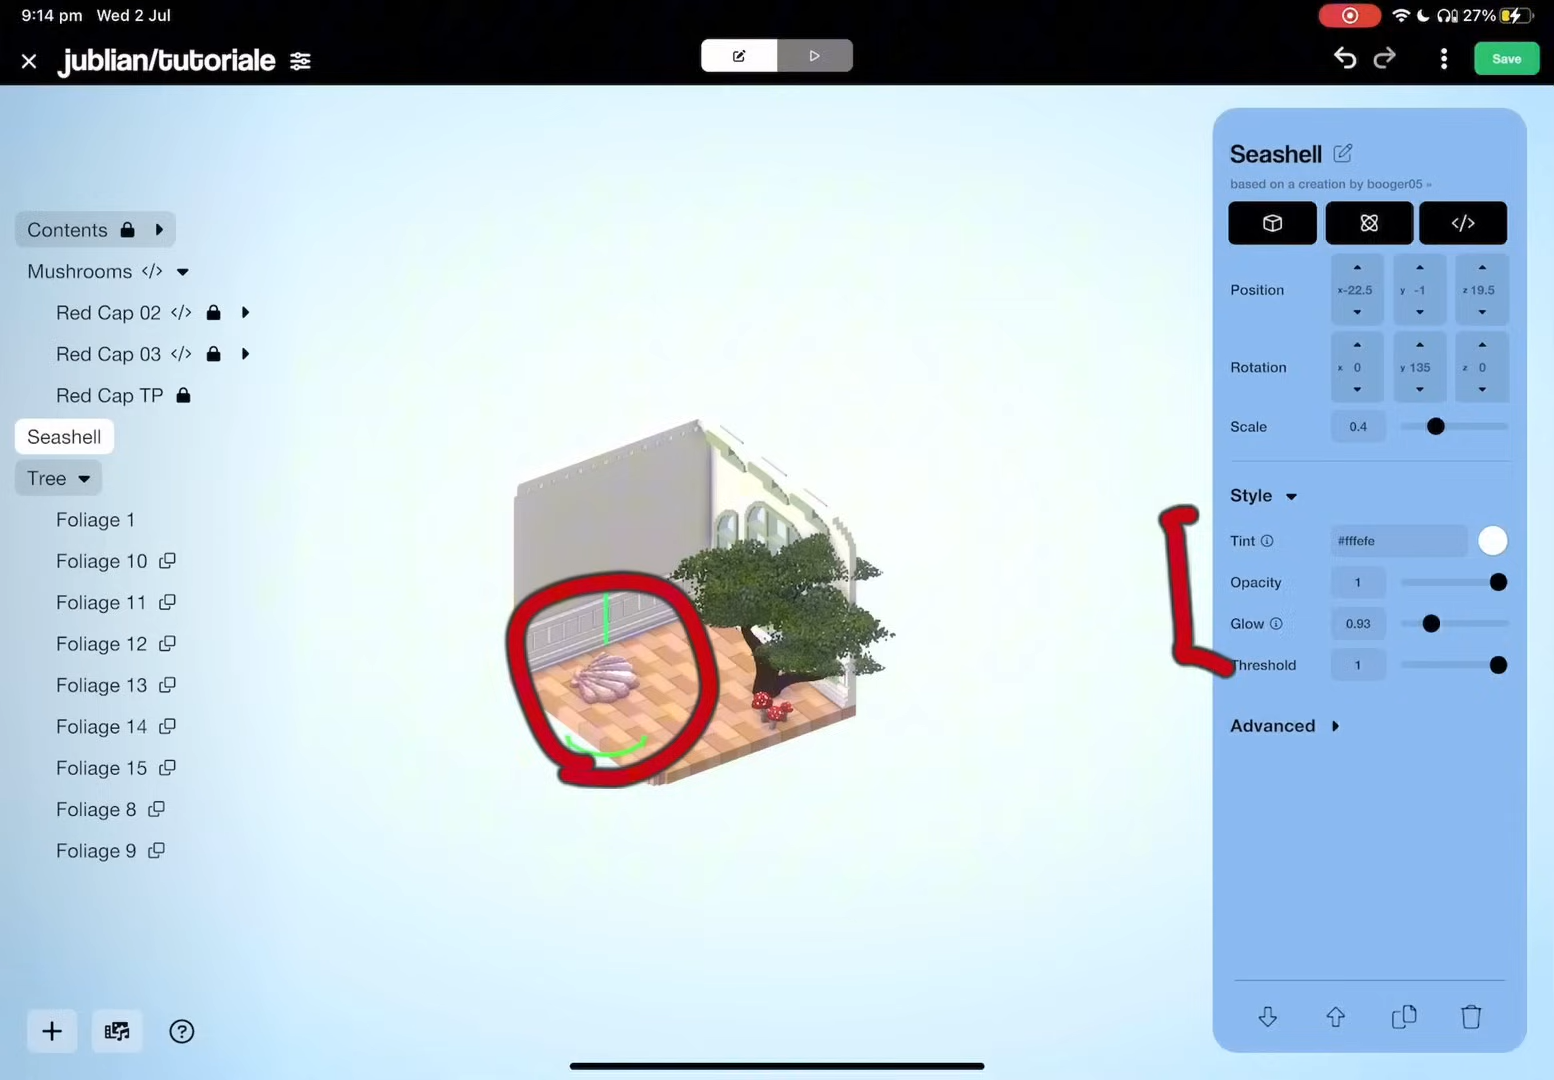 9:14 pm Wed 2 Jul
27%
jublian/tutoriale
Save
Contents
Mushrooms </>
Red Cap 02 </>
Red Cap 03 </>
Red Cap TP
Seashell
Tree
Foliage 1
Foliage 10
Foliage 11
Foliage 12
Foliage 13
Foliage 14
Foliage 15
Foliage 8
Foliage 9
Seashell
based on a creation by booger05 »
</>
Position x -22.5 y -1 z 19.5
Rotation x 0 y 135 z 0
Scale 0.4
Style
Tint #fffefe
Opacity 1
Glow 0.93
Threshold 1
Advanced